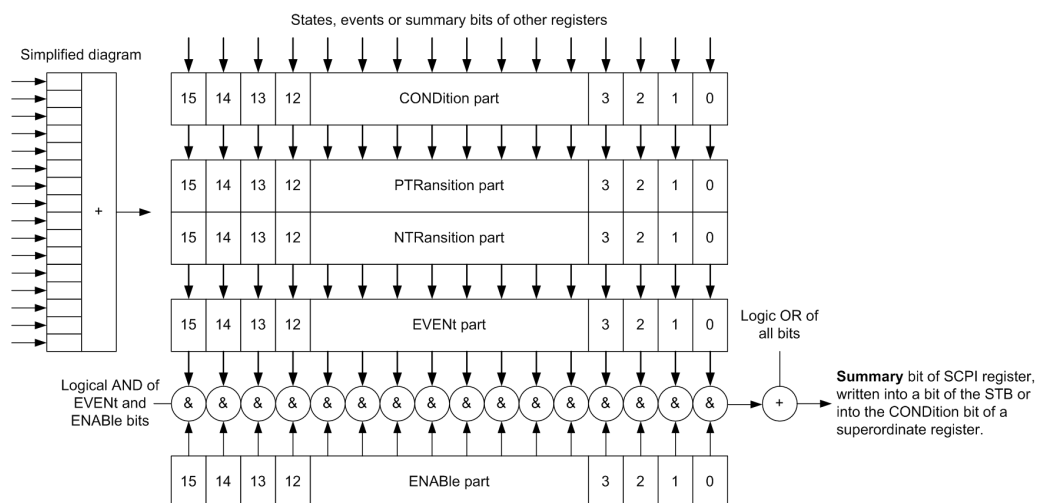 States, events or summary bits of other registers
Simplified diagram
15 14 13 12 CONDition part 3 2 1 0
15 14 13 12 PTRansition part 3 2 1 0
+
15 14 13 12 NTRansition part 3 2 1 0
15 14 13 12 EVENt part 3 2 1 0
Logic OR of
all bits
Logical AND of
EVENt and
ENABle bits
& & & & & & & & & & & & & & & &
+
Summary bit of SCPI register,
written into a bit of the STB or
into the CONDition bit of a
superordinate register.
15 14 13 12 ENABle part 3 2 1 0